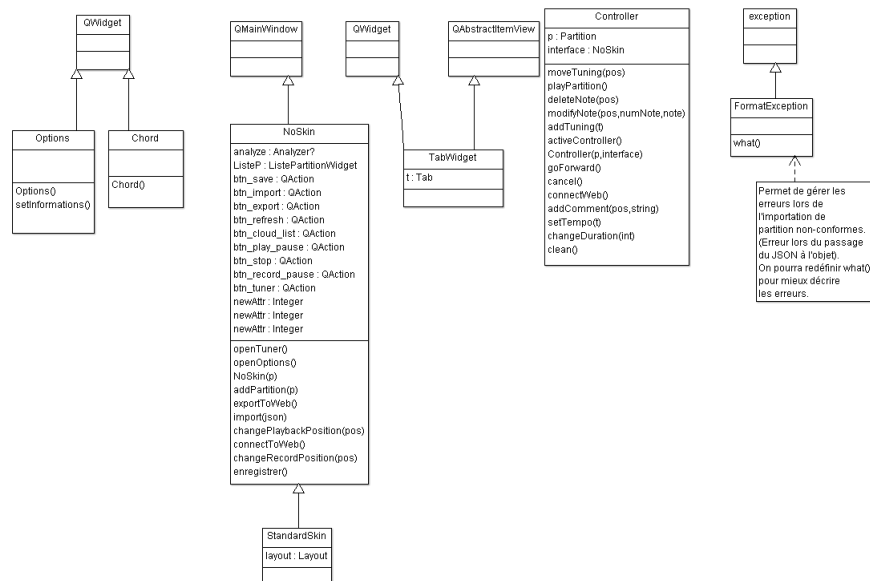 QWidget
Options
Options()
setInformations()
Chord
Chord()
QMainWindow
NoSkin
analyze : Analyzer?
ListeP : ListePartitionWidget
btn_save : QAction
btn_import : QAction
btn_export : QAction
btn_refresh : QAction
btn_cloud_list : QAction
btn_play_pause : QAction
btn_stop : QAction
btn_record_pause : QAction
btn_tuner : QAction
newAttr : Integer
newAttr : Integer
newAttr : Integer
openTuner()
openOptions()
NoSkin(p)
addPartition(p)
exportToWeb()
import(json)
changePlaybackPosition(pos)
connectToWeb()
changeRecordPosition(pos)
enregistrer()
StandardSkin
layout : Layout
QWidget
QAbstractItemView
TabWidget
t : Tab
Controller
p : Partition
interface : NoSkin
moveTuning(pos)
playPartition()
deleteNote(pos)
modifyNote(pos,numNote,note)
addTuning(t)
activeController()
Controller(p,interface)
goForward()
cancel()
connectWeb()
addComment(pos,string)
setTempo(t)
changeDuration(int)
clean()
exception
FormatException
what()
Permet de gérer les
erreurs lors de
l'importation de
partition non-conformes.
(Erreur lors du passage
du JSON à l'objet).
On pourra redéfinir what()
pour mieux décrire
les erreurs.